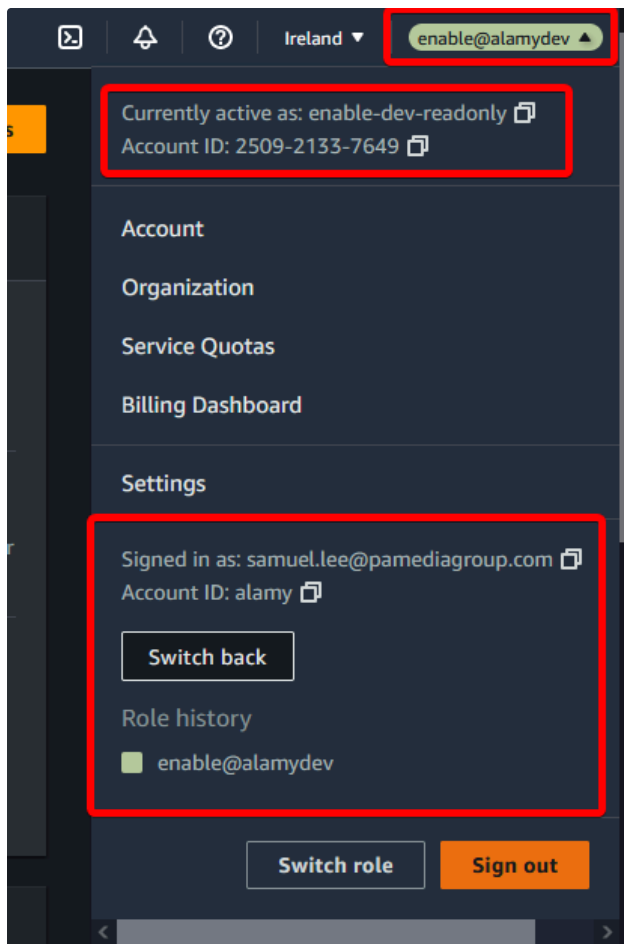 Ireland ▼
enable@alamydev ▲
s
Currently active as: enable-dev-readonly
Account ID: 2509-2133-7649
Account
Organization
Service Quotas
Billing Dashboard
Settings
r
Signed in as: samuel.lee@pamediagroup.com
Account ID: alamy
Switch back
Role history
enable@alamydev
Switch role
Sign out